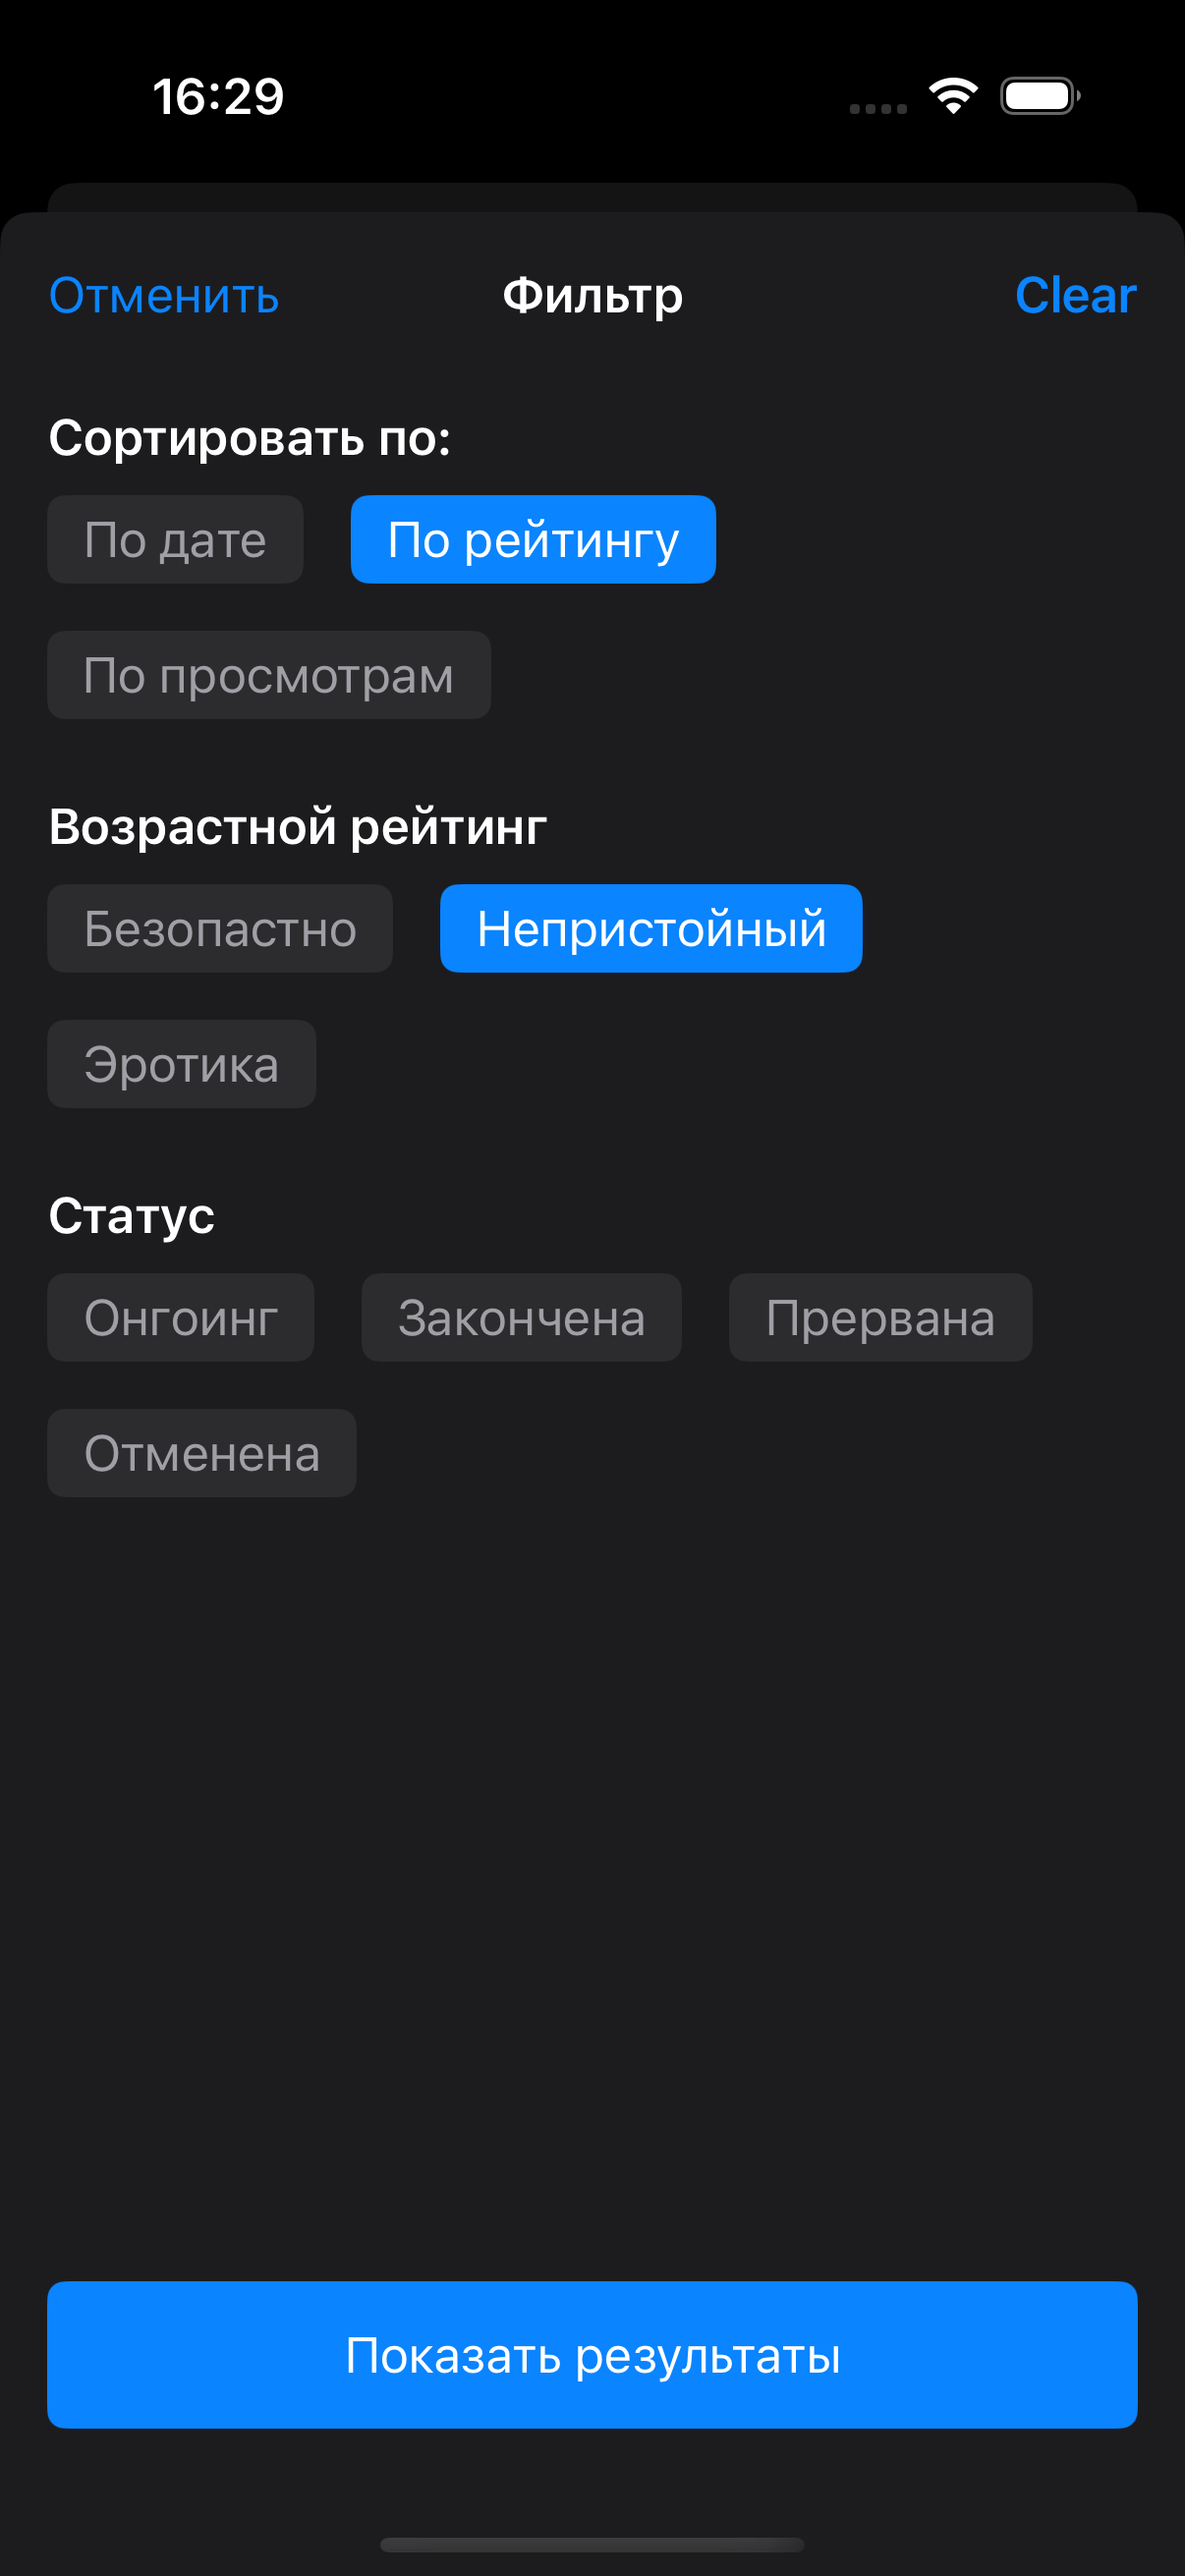 16:29
Отменить Фильтр Clear
Сортировать по:
По дате По рейтингу
По просмотрам
Возрастной рейтинг
Безопастно Непристойный
Эротика
Статус
Онгоинг Закончена Прервана
Отменена
Показать результаты